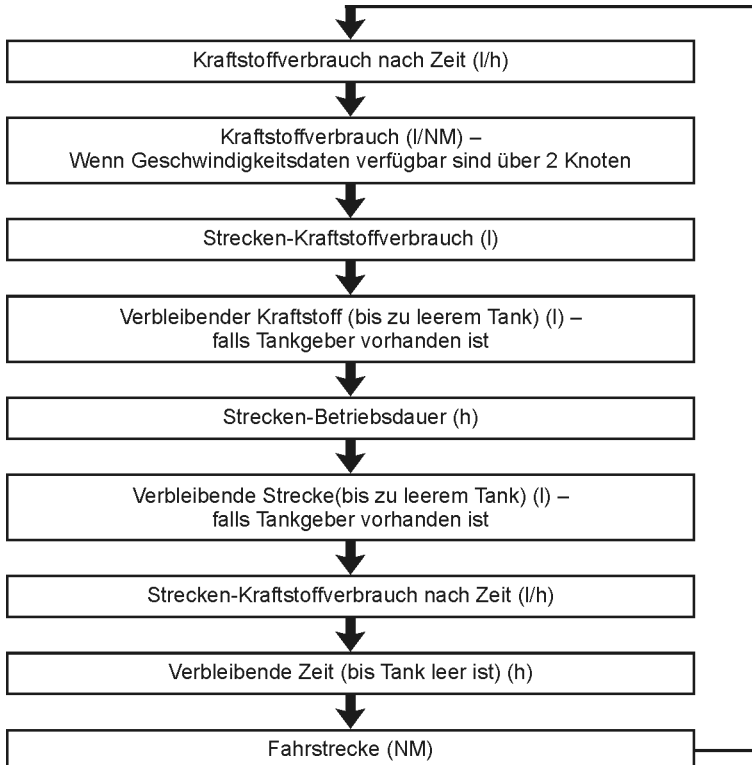 Kraftstoffverbrauch nach Zeit (l/h)
Kraftstoffverbrauch (l/NM) –
Wenn Geschwindigkeitsdaten verfügbar sind über 2 Knoten
Strecken-Kraftstoffverbrauch (l)
Verbleibender Kraftstoff (bis zu leerem Tank) (l) –
falls Tankgeber vorhanden ist
Strecken-Betriebsdauer (h)
Verbleibende Strecke(bis zu leerem Tank) (l) –
falls Tankgeber vorhanden ist
Strecken-Kraftstoffverbrauch nach Zeit (l/h)
Verbleibende Zeit (bis Tank leer ist) (h)
Fahrstrecke (NM)